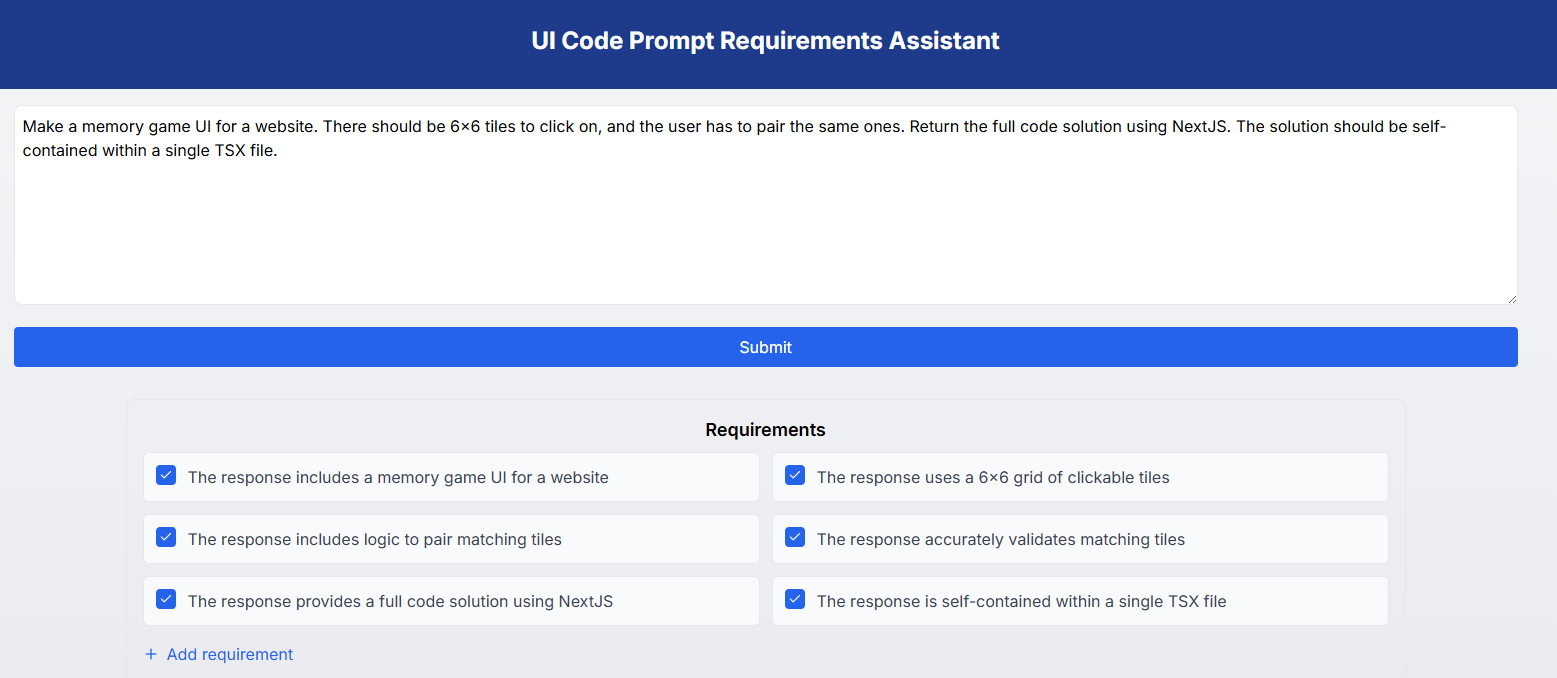 UI Code Prompt Requirements Assistant
Make a memory game UI for a website. There should be 6×6 tiles to click on, and the user has to pair the same ones. Return the full code solution using NextJS. The solution should be self-
contained within a single TSX file.
Submit
Requirements
The response includes a memory game UI for a website
The response uses a 6×6 grid of clickable tiles
The response includes logic to pair matching tiles
The response accurately validates matching tiles
The response provides a full code solution using NextJS
The response is self-contained within a single TSX file
+ Add requirement